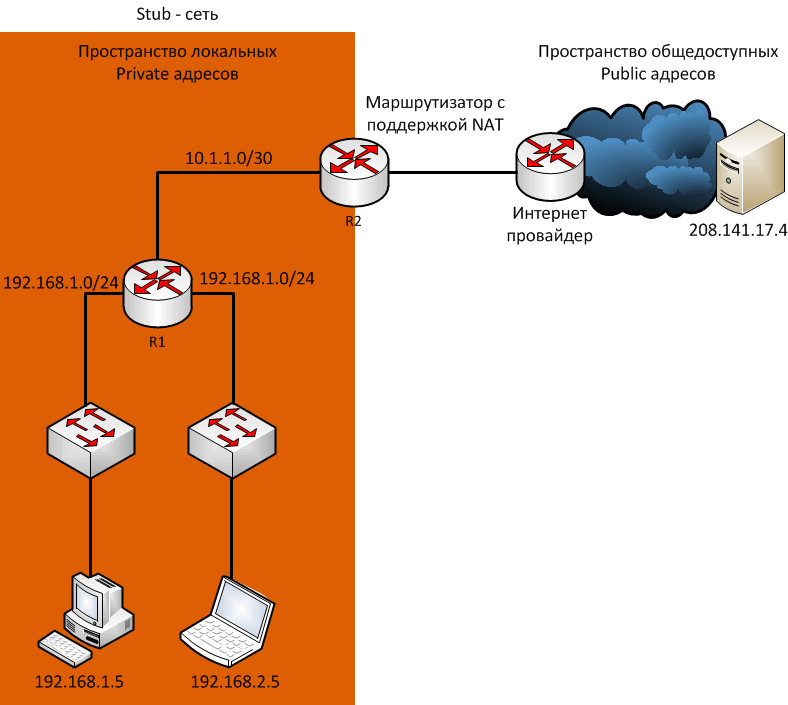 Stub - сеть
Пространство локальных
Private адресов
Пространство общедоступных
Public адресов
Маршрутизатор с
поддержкой NAT
10.1.1.0/30
R2
Интернет
провайдер
208.141.17.4
192.168.1.0/24
192.168.1.0/24
R1
192.168.1.5
192.168.2.5